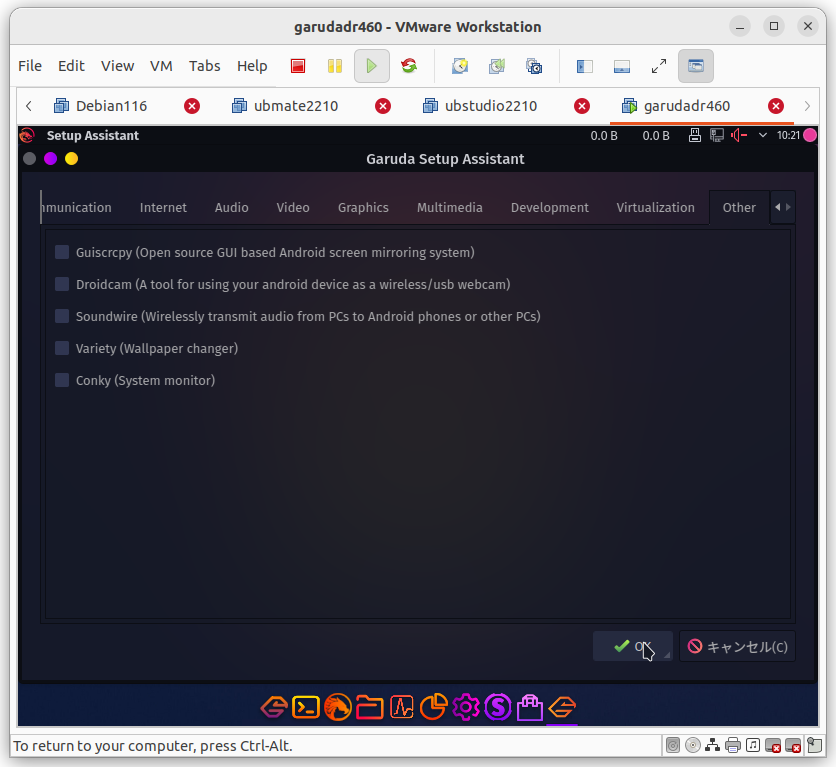 garudadr460 - VMware Workstation
File Edit View VM Tabs Help
Debian116 ubmate2210 ubstudio2210 garudadr460
Setup Assistant 0.0 B 0.0 B 10:21
Garuda Setup Assistant
mmunication Internet Audio Video Graphics Multimedia Development Virtualization Other
Guiscrcpy (Open source GUI based Android screen mirroring system)
Droidcam (A tool for using your android device as a wireless/usb webcam)
Soundwire (Wirelessly transmit audio from PCs to Android phones or other PCs)
Variety (Wallpaper changer)
Conky (System monitor)
OK キャンセル(C)
To return to your computer, press Ctrl-Alt.